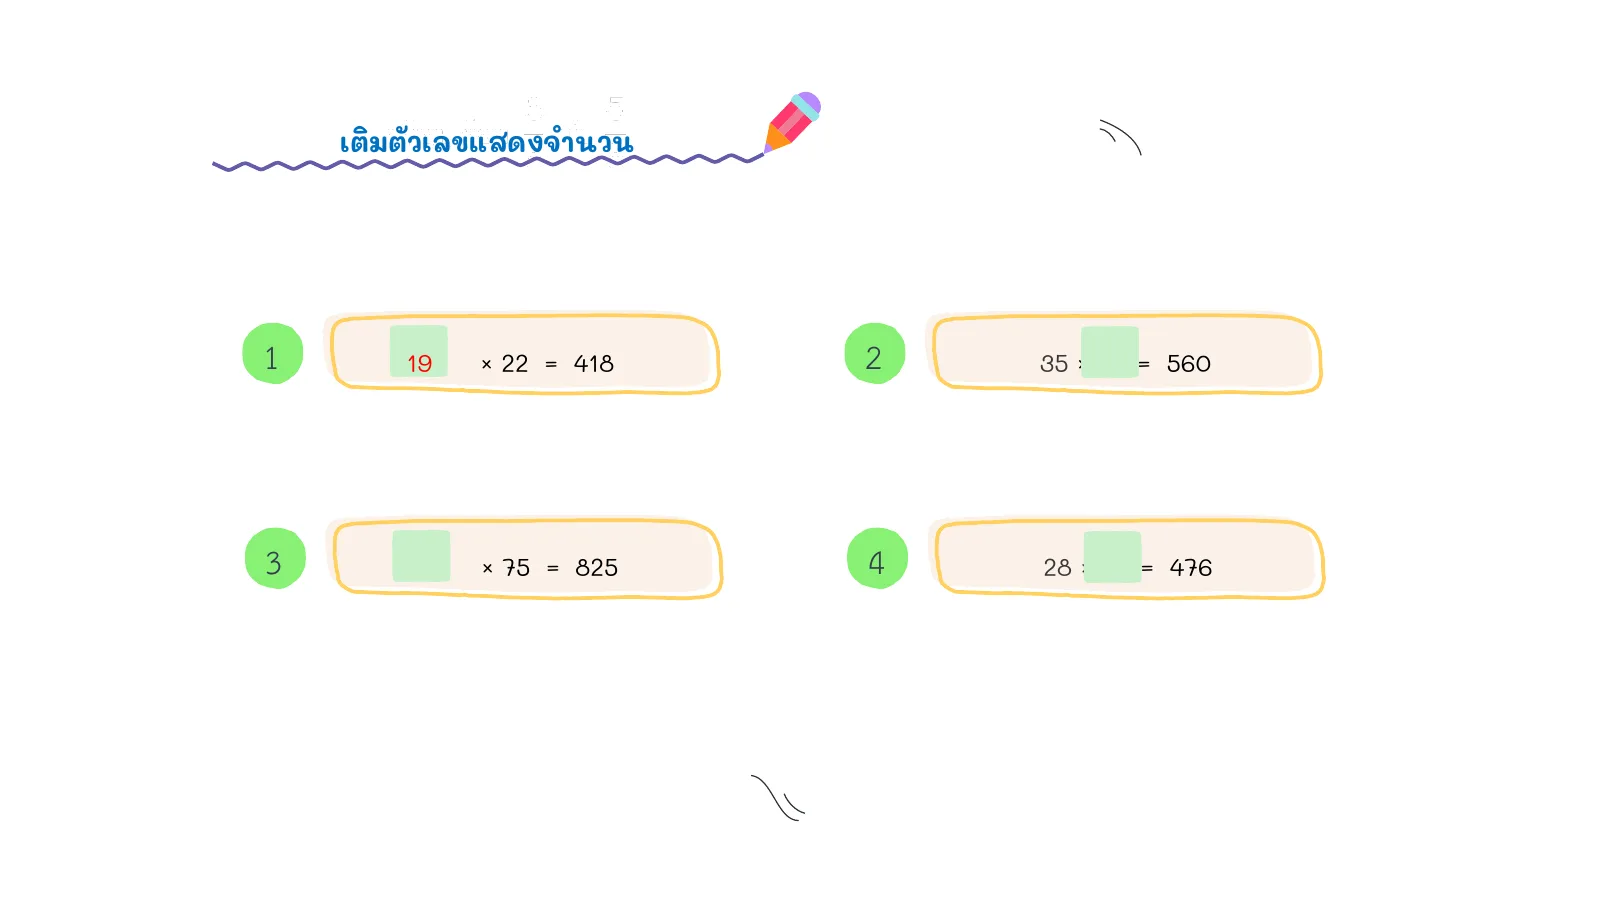 เติมตัวเลขแสดงจำนวน
1
19 × 22 = 418
2
35 = 560
3
× 75 = 825
4
28 = 476